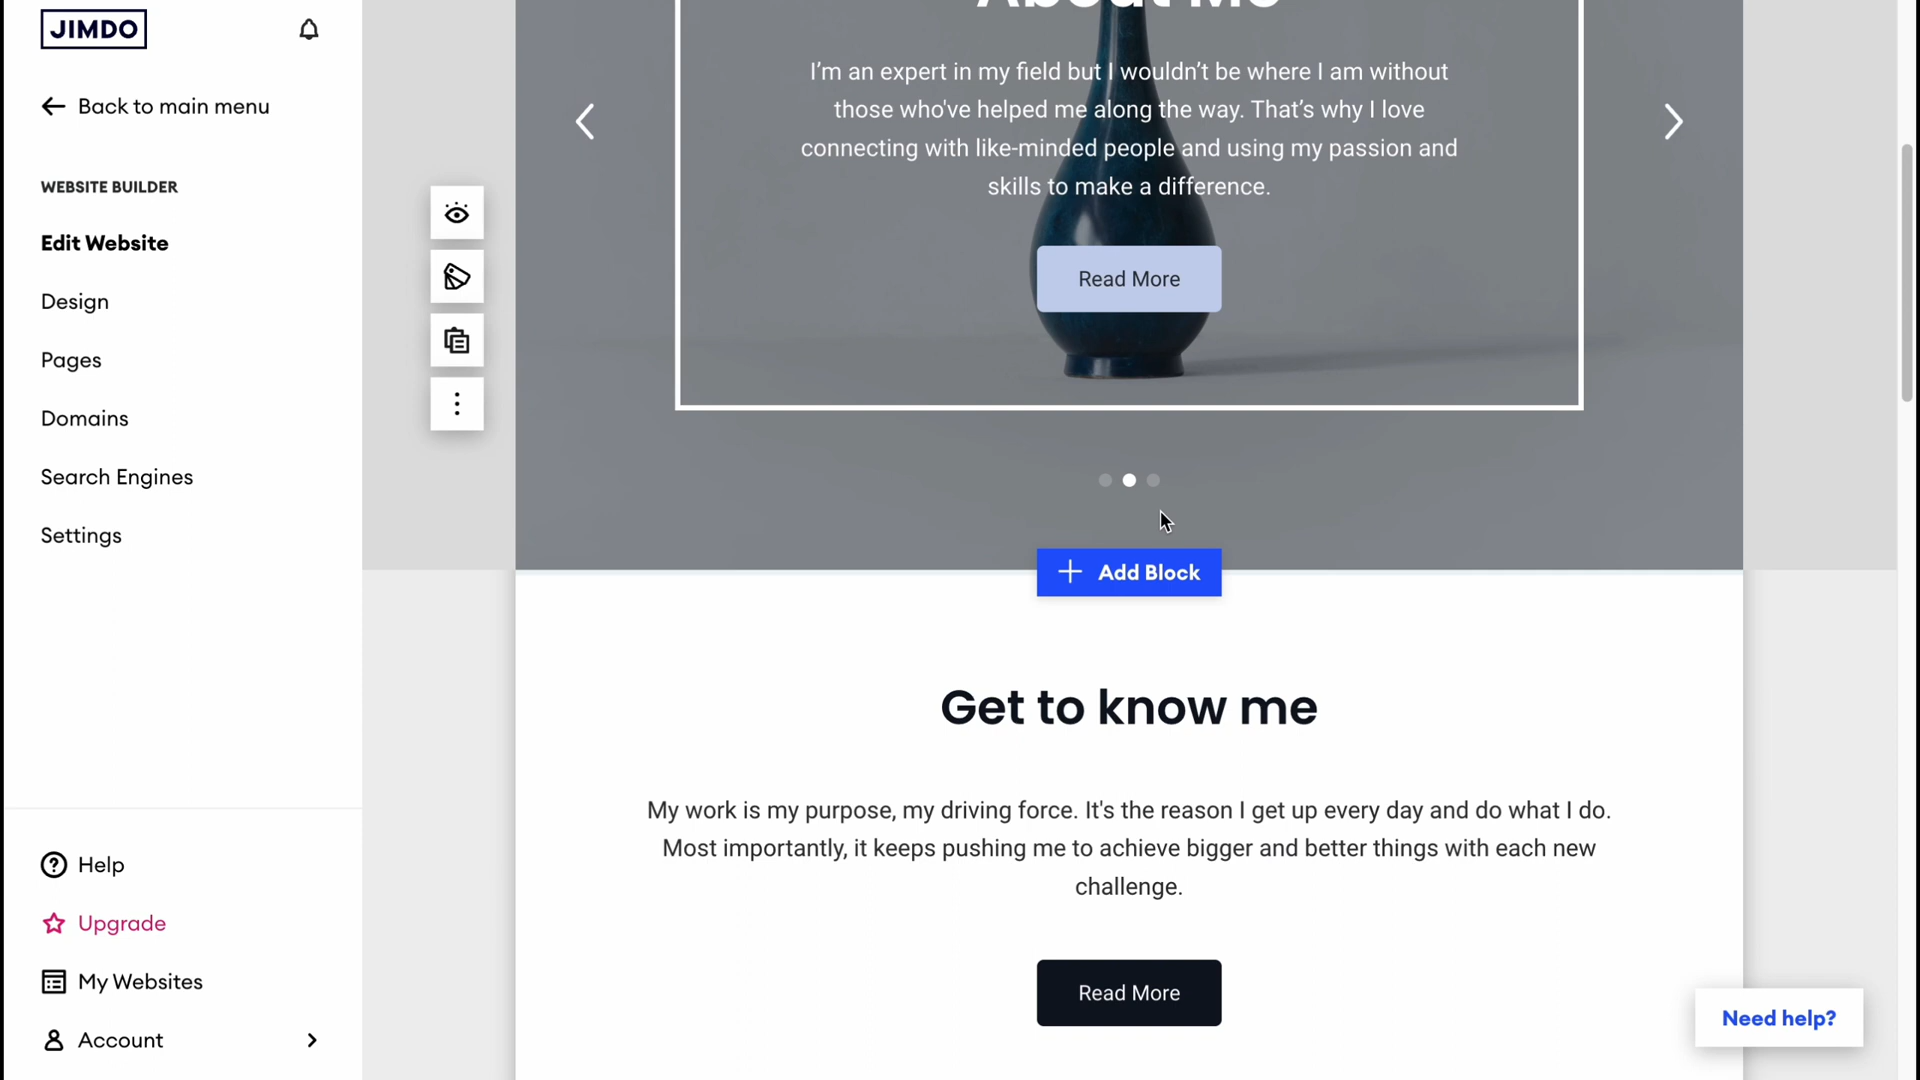 JIMDO
Back to main menu
WEBSITE BUILDER
Edit Website
Design
Pages
Domains
Search Engines
Settings
Help
Upgrade
My Websites
Account
About Me
I’m an expert in my field but I wouldn’t be where I am without
those who've helped me along the way. That’s why I love
connecting with like-minded people and using my passion and
skills to make a difference.
Read More
Add Block
Get to know me
My work is my purpose, my driving force. It's the reason I get up every day and do what I do.
Most importantly, it keeps pushing me to achieve bigger and better things with each new
challenge.
Read More
Need help?